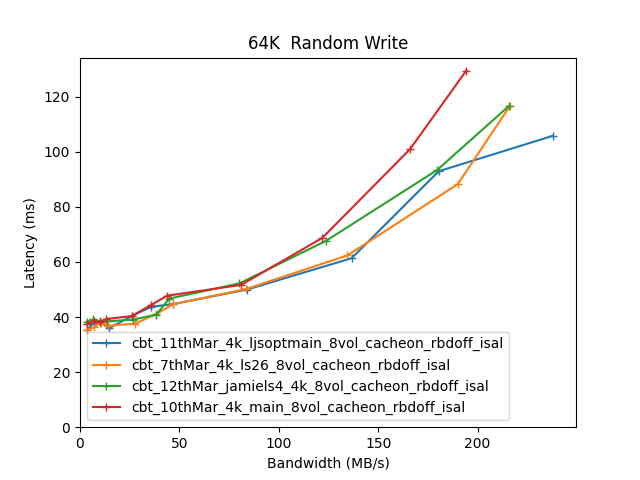 64K  Random Write
120
100
80
60
40
20
0
Latency (ms)
cbt_11thMar_4k_ljsoptmain_8vol_cacheon_rbdoff_isal
cbt_7thMar_4k_ls26_8vol_cacheon_rbdoff_isal
cbt_12thMar_jamiels4_4k_8vol_cacheon_rbdoff_isal
cbt_10thMar_4k_main_8vol_cacheon_rbdoff_isal
0 50 100 150 200
Bandwidth (MB/s)